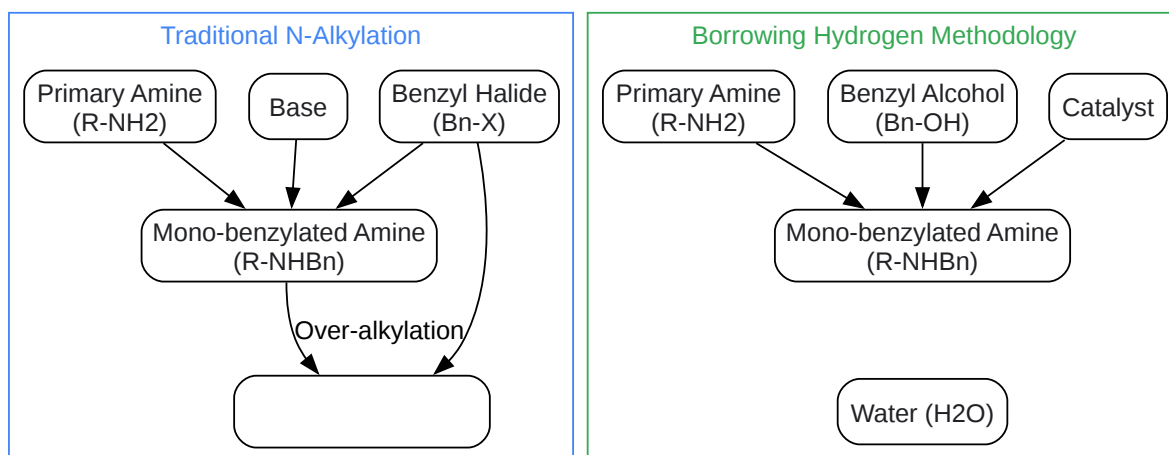 Traditional N-Alkylation
Primary Amine
(R-NH2)
Base
Benzyl Halide
(Bn-X)
Mono-benzylated Amine
(R-NHBn)
Over-alkylation
Borrowing Hydrogen Methodology
Primary Amine
(R-NH2)
Benzyl Alcohol
(Bn-OH)
Catalyst
Mono-benzylated Amine
(R-NHBn)
Water (H2O)